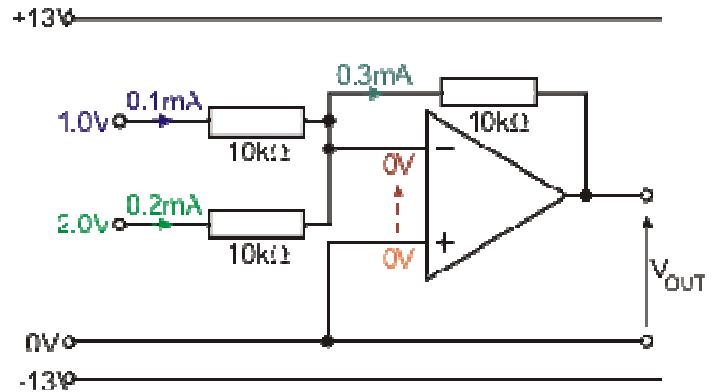 +13V
0.3mA
0.1mA
1.0V
10kΩ
10kΩ
−
0V
0.2mA
2.0V
+
10kΩ
0V
VOUT
0V
-13V